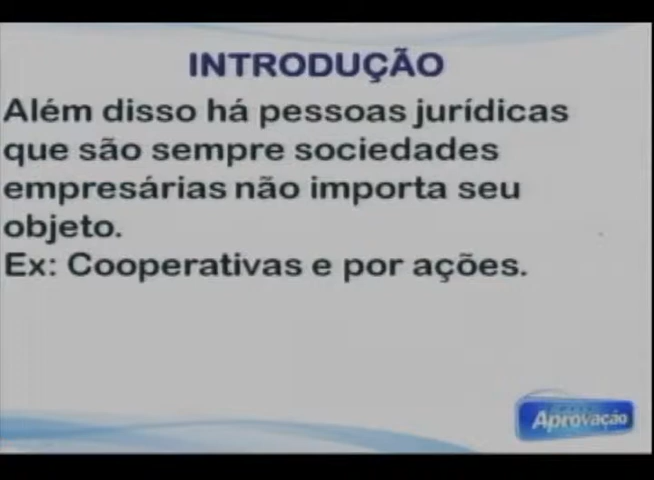 INTRODUÇÃO
Além disso há pessoas jurídicas
que são sempre sociedades
empresárias não importa seu
objeto.
Ex: Cooperativas e por ações.
Aprovação